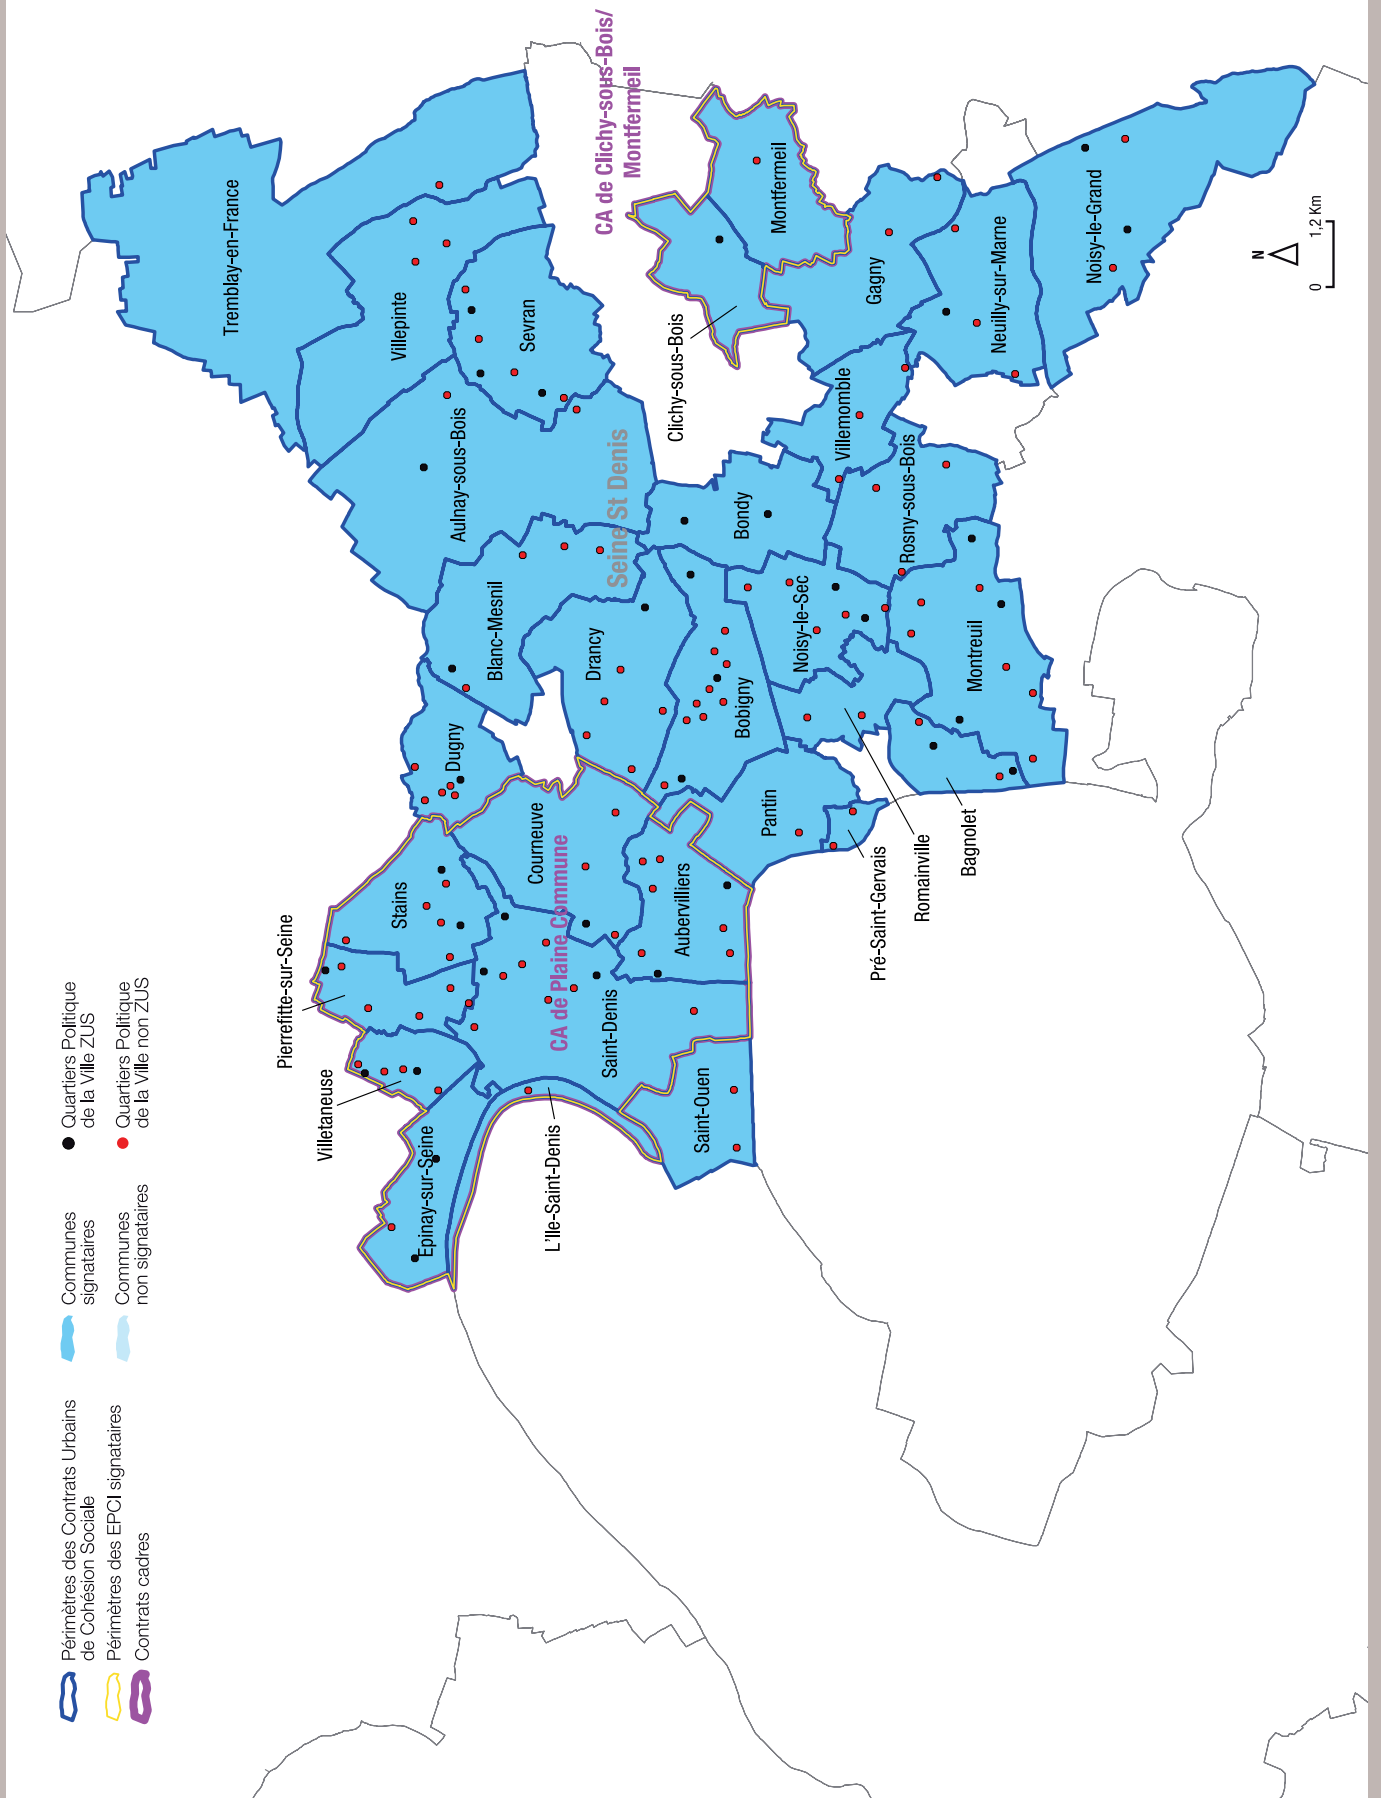 Périmètres des Contrats Urbains
de Cohésion Sociale
Périmètres des EPCI signataires
Contrats cadres
Communes
signataires
Communes
non signataires
Quartiers Politique
de la Ville ZUS
Quartiers Politique
de la Ville non ZUS
Tremblay-en-France
Villepinte
Sevran
Aulnay-sous-Bois
Blanc-Mesnil
Dugny
Drancy
Bobigny
Bondy
Noisy-le-Sec
Seine St Denis
CA de Clichy-sous-Bois/
Montfermeil
Montfermeil
Clichy-sous-Bois
Gagny
Neuilly-sur-Marne
Noisy-le-Grand
Villemomble
Rosny-sous-Bois
Montreuil
Bagnolet
Romainville
Pré-Saint-Gervais
Pantin
Aubervilliers
Courneuve
CA de Plaine Commune
Stains
Pierrefitte-sur-Seine
Villetaneuse
Epinay-sur-Seine
L'Ile-Saint-Denis
Saint-Denis
Saint-Ouen
N
0
1,2 Km